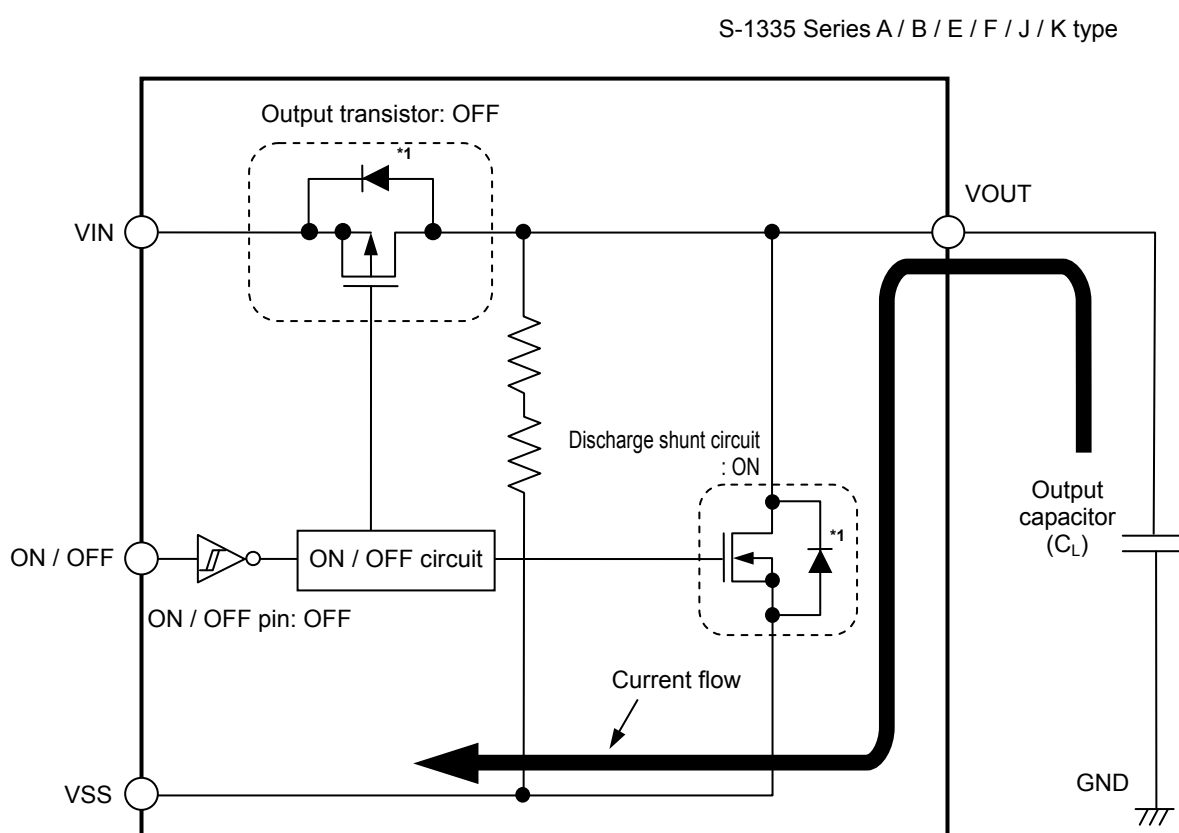 S-1335 Series A / B / E / F / J / K type
Output transistor: OFF
*1
VIN
VOUT
Discharge shunt circuit
: ON
*1
Output
capacitor
(CL)
ON / OFF
ON / OFF circuit
ON / OFF pin: OFF
Current flow
VSS
GND